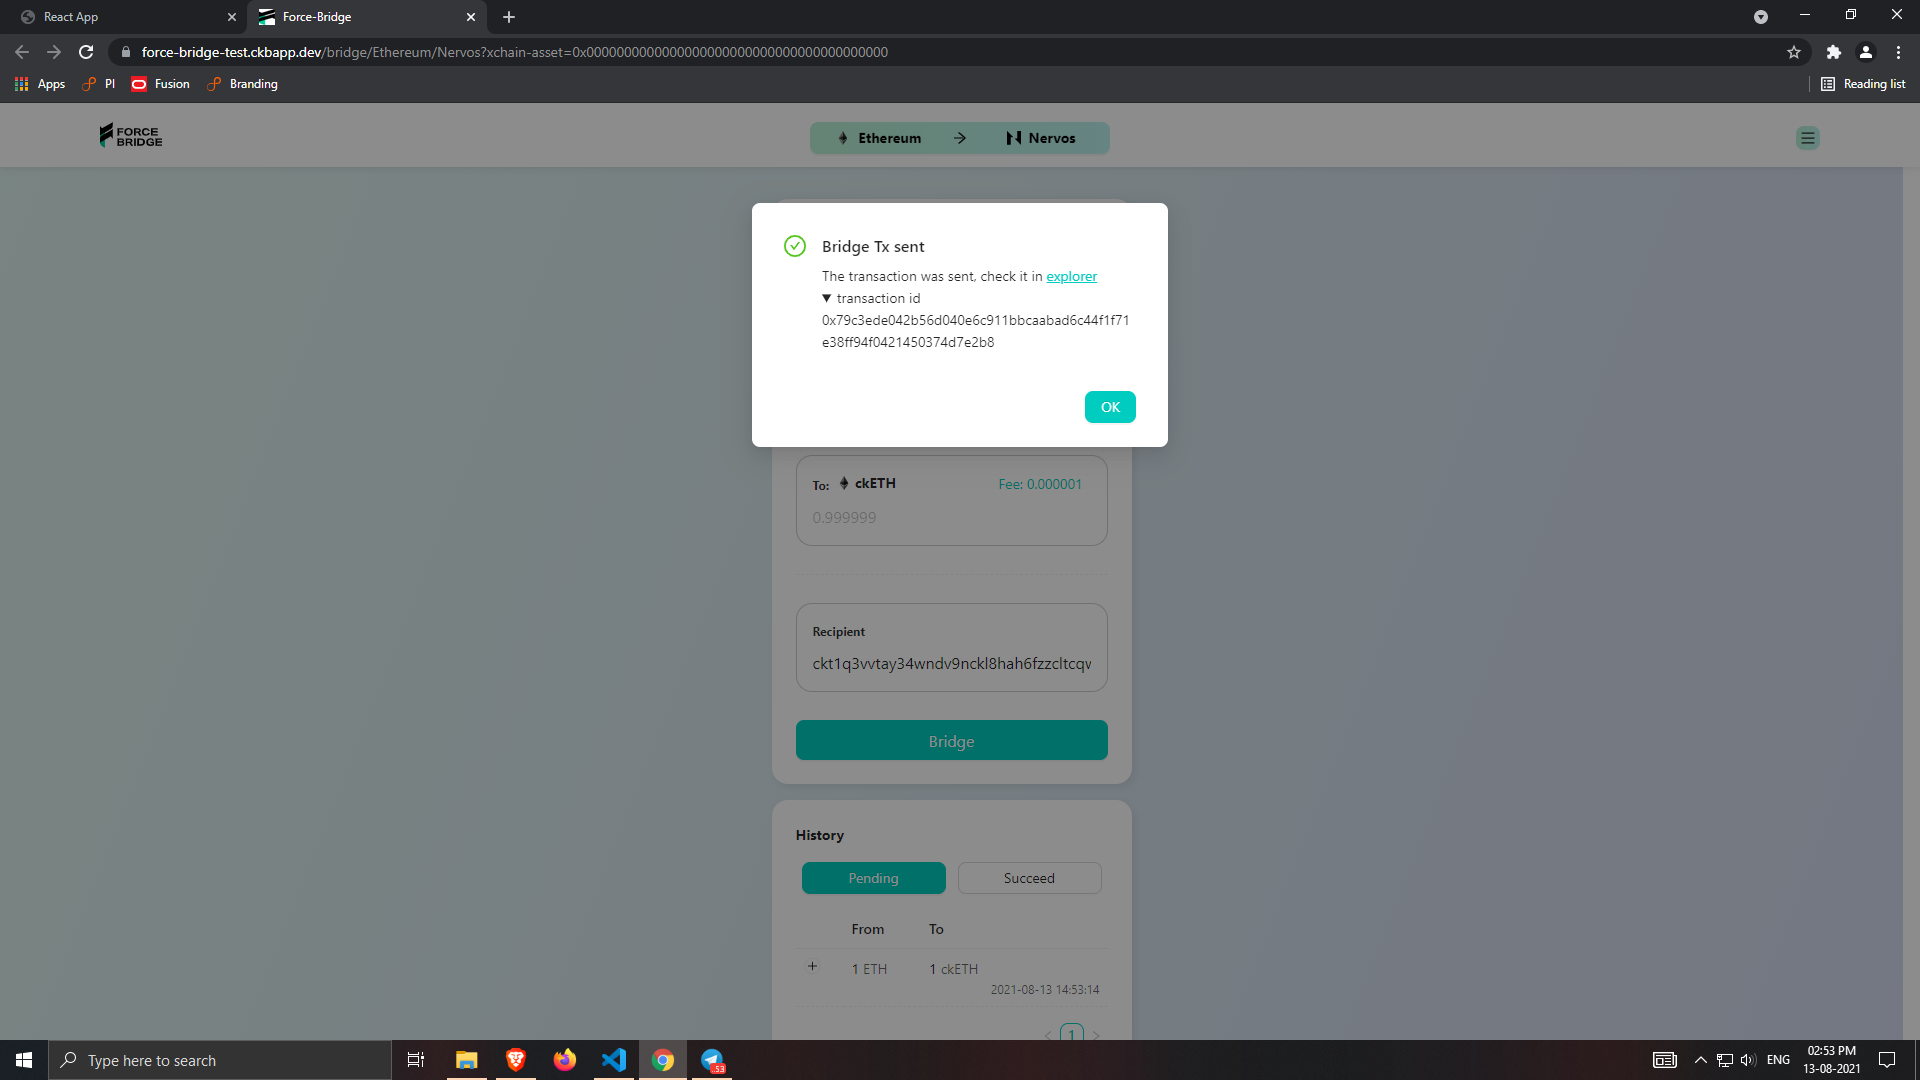 React App
Force-Bridge
force-bridge-test.ckbapp.dev/bridge/Ethereum/Nervos?xchain-asset=0x0000000000000000000000000000000000000000
Apps
PI
Fusion
Branding
Reading list
FORCE
BRIDGE
Ethereum
Nervos
Bridge Tx sent
The transaction was sent, check it in explorer
▼ transaction id
0x79c3ede042b56d040e6c911bbcaabad6c44f1f71
e38ff94f0421450374d7e2b8
OK
To: ckETH
Fee: 0.000001
0.999999
Recipient
ckt1q3vvtay34wndv9nckl8hah6fzzcltcqv
Bridge
History
Pending
Succeed
From
To
+
1 ETH
1 ckETH
2021-08-13 14:53:14
< 1 >
Type here to search
.53
ENG
02:53 PM
13-08-2021